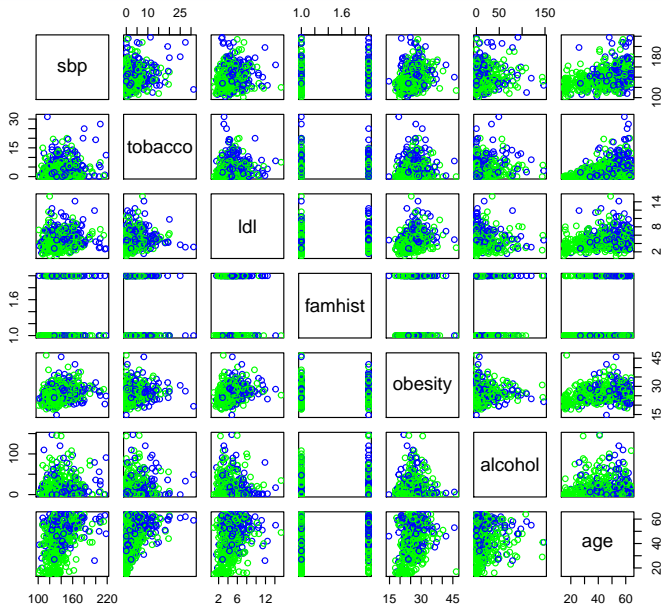 0 10 25
1.0 1.6
0 50 150
sbp
100 180
0 15 30
tobacco
ldl
2 8 14
1.0 1.6
famhist
obesity
15 30 45
0 100
alcohol
age
20 40 60
100 160 220
2 6 12
15 30 45
20 40 60